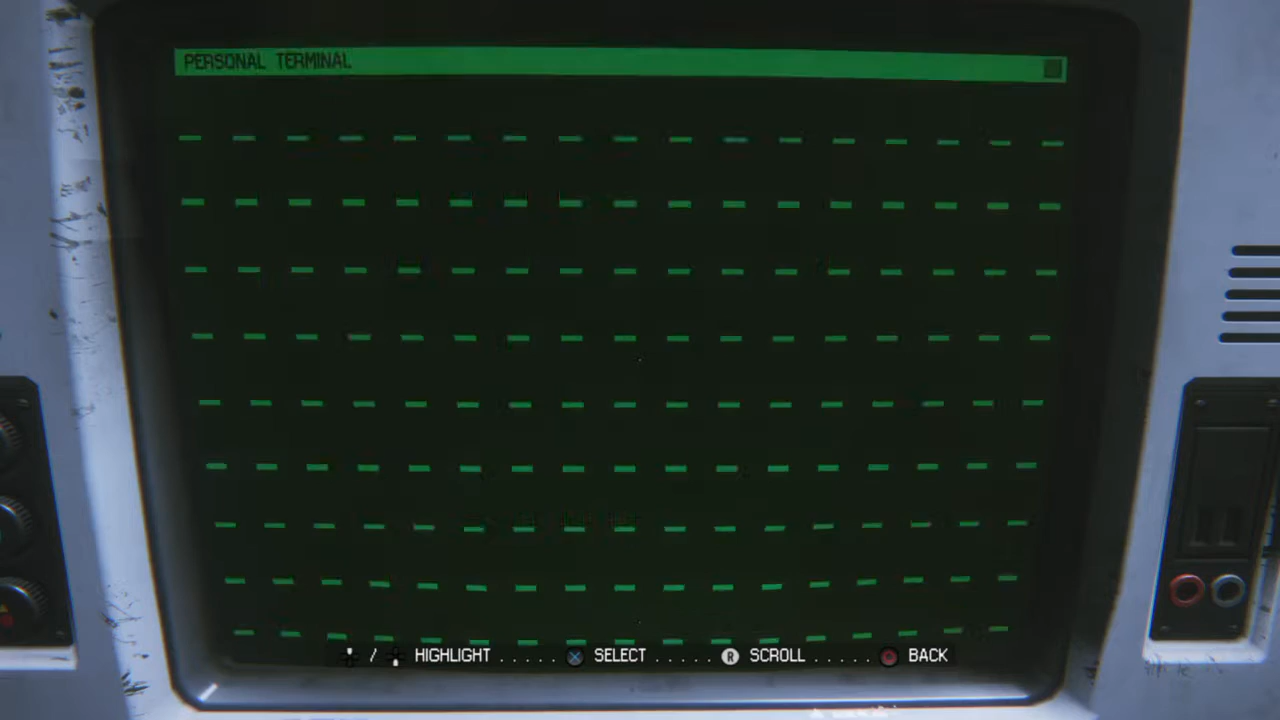 PERSONAL TERMINAL
/ HIGHLIGHT ..... SELECT ..... R SCROLL ..... BACK